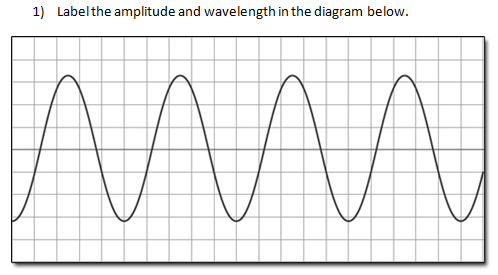 1) Label the amplitude and wavelength in the diagram below.